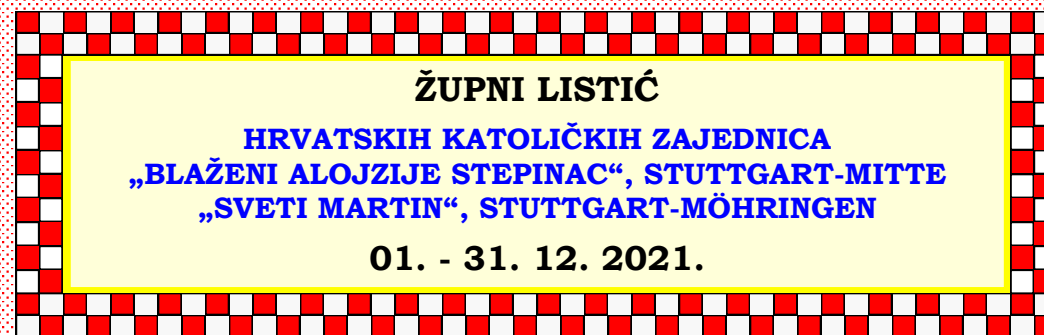 ŽUPNI LISTIĆ
HRVATSKIH KATOLIČKIH ZAJEDNICA
„BLAŽENI ALOJZIJE STEPINAC“, STUTTGART-MITTE
„SVETI MARTIN“, STUTTGART-MÖHRINGEN
01. - 31. 12. 2021.